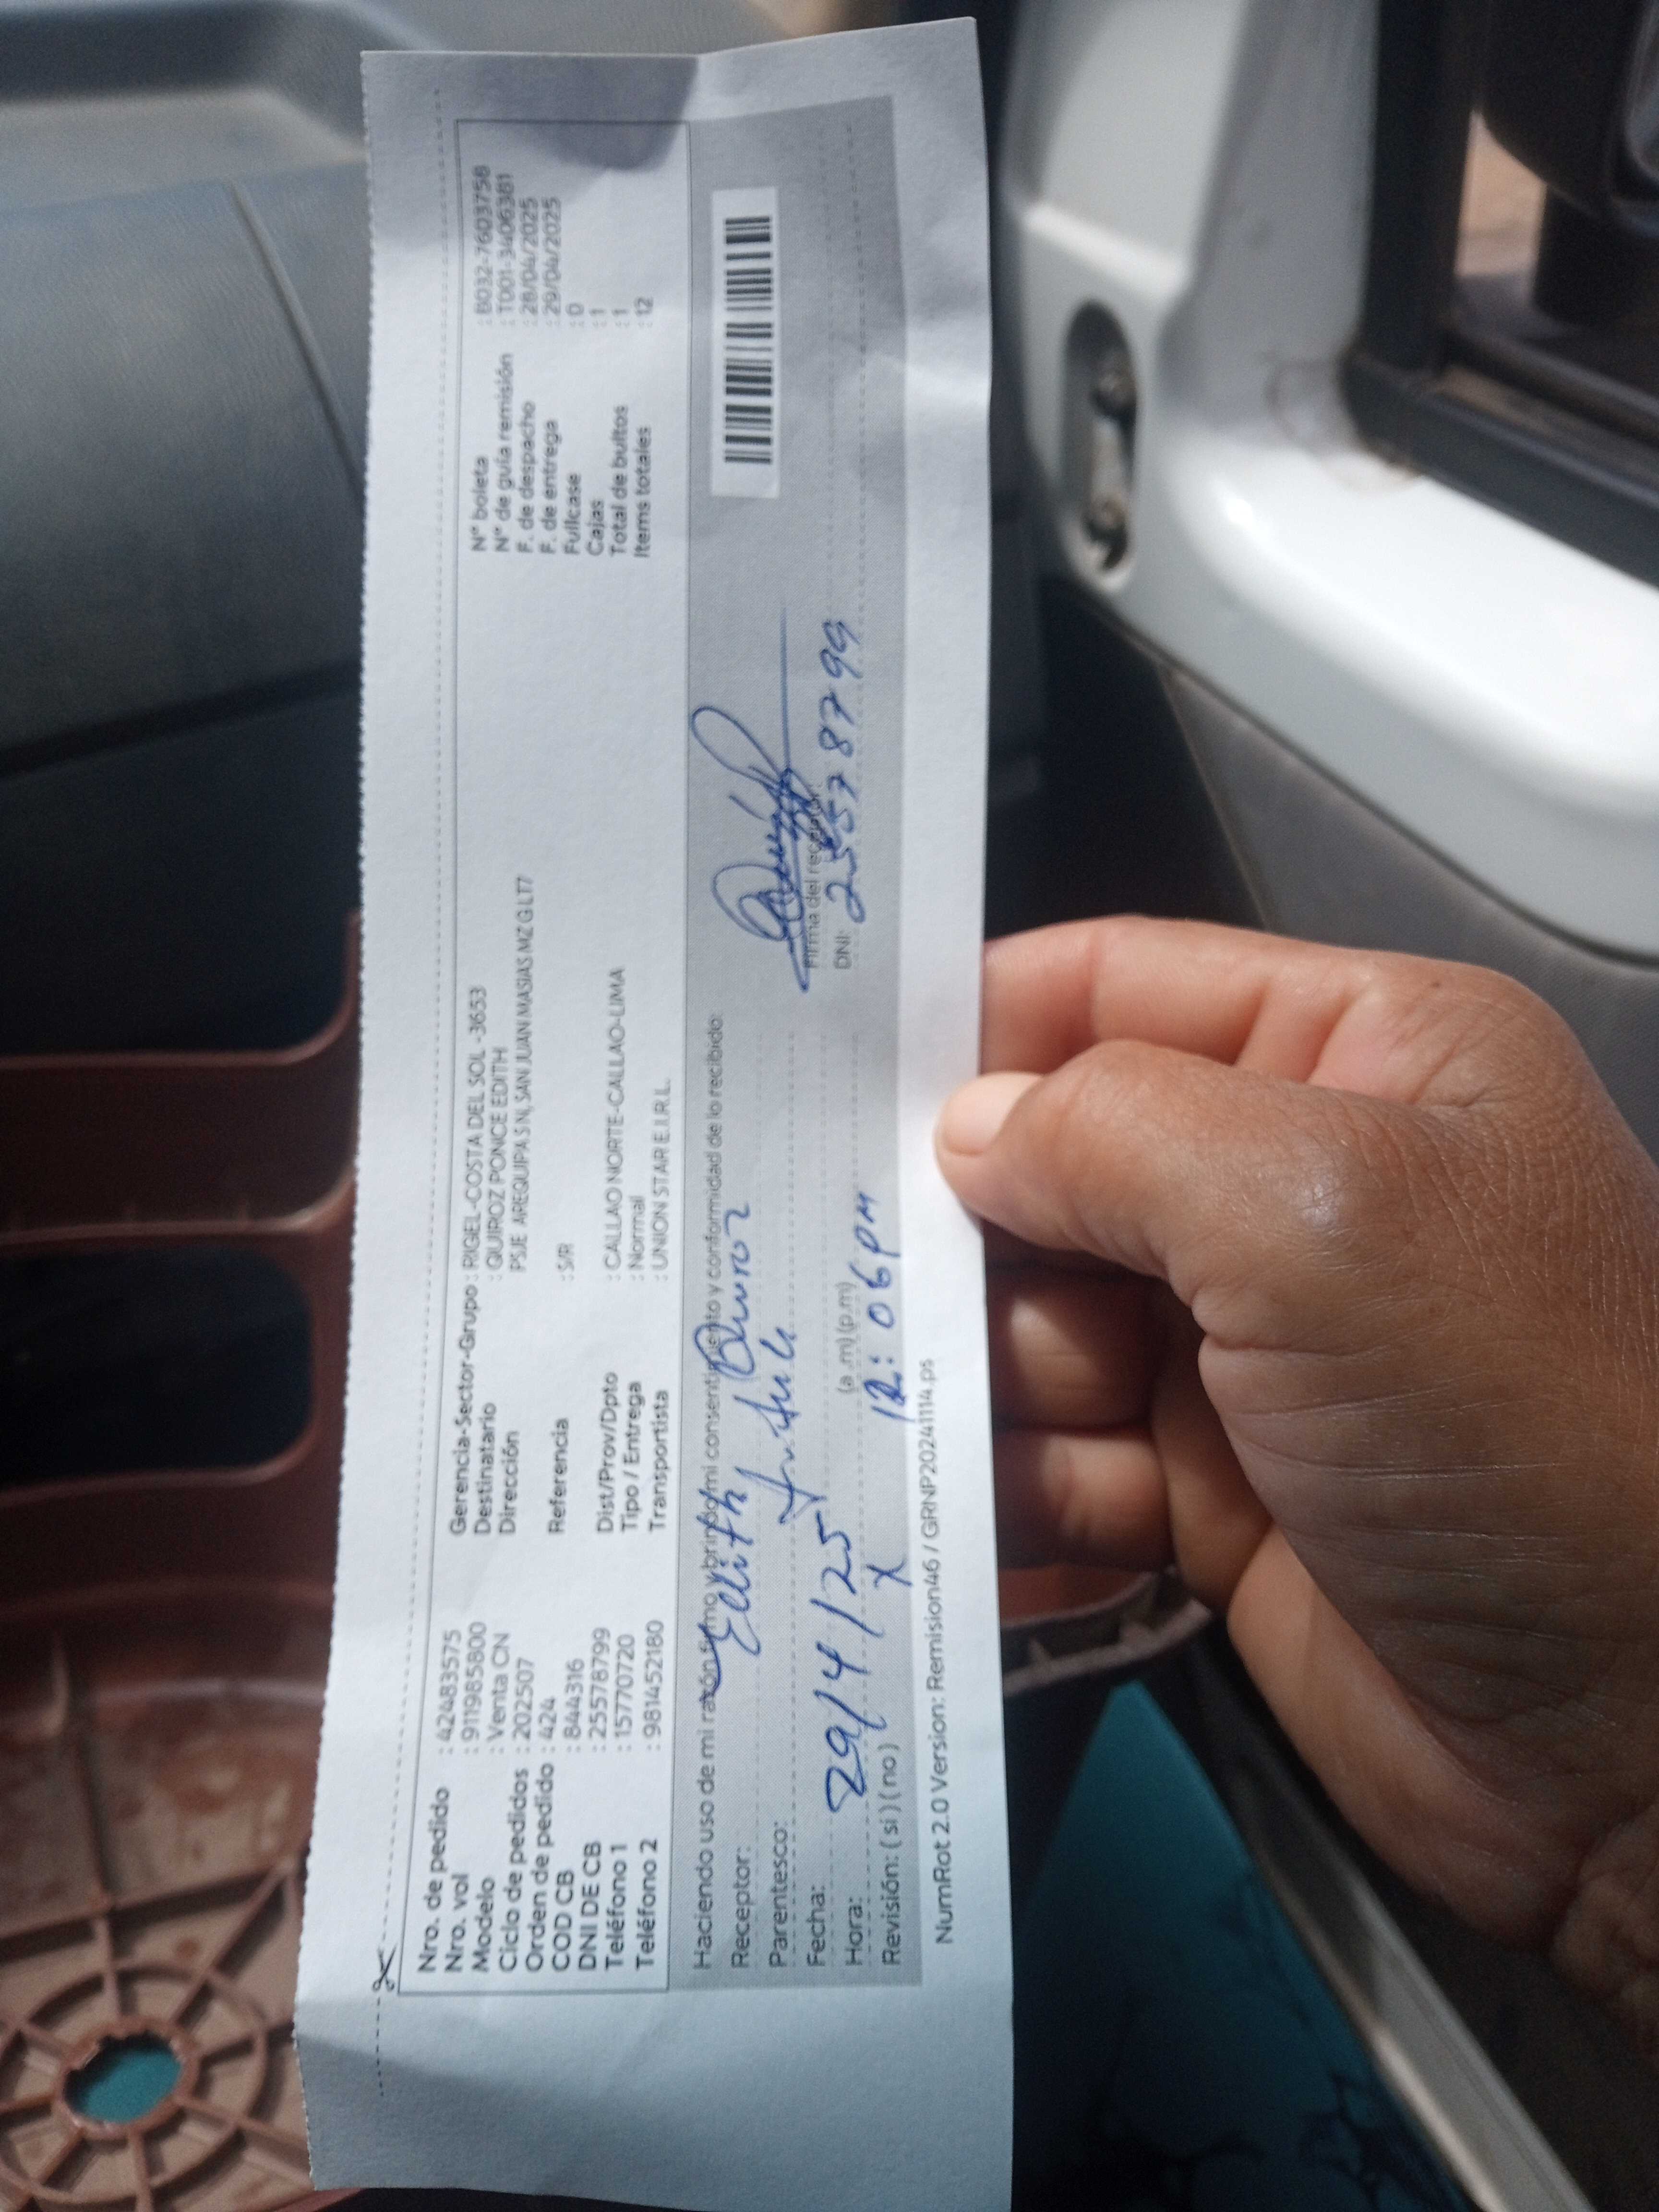 Nro. de pedido : 42483575
Nro. vol : 911985800
Modelo : Venta CN
Ciclo de pedidos : 202507
Orden de pedido : 424
COD CB : 844316
DNI DE CB : 25578799
Teléfono 1 : 15770720
Teléfono 2 : 981452180
Gerencia-Sector-Grupo : RIGEL-COSTA DEL SOL -3653
Destinatario : QUIROZ PONCE EDITH
Dirección PSJE AREQUIPA S N, SAN JUAN MASIAS MZ G LT7
Referencia : S/R
Dist/Prov/Dpto : CALLAO NORTE-CALLAO-LIMA
Tipo / Entrega : Normal
Transportista : UNION STAR E.I.R.L.
N° boleta : B032-7603758
N° de guía remisión : T001-3406381
F. de despacho : 28/04/2025
F. de entrega : 29/04/2025
Fullcase : 0
Cajas : 1
Total de bultos : 1
Items totales : 12
Haciendo uso de mi razón firmo y brindo mi consentimiento y conformidad de lo recibido:
Receptor: Edith
Parentesco:
Fecha: 29/4/25
Hora: (a.m) (p.m) 12:06 pm
Revisión: ( si ) ( no ) X
Firma del receptor
DNI: 25578799
NumRot 2.0 Version: Remision46 / GRNP20241114.ps